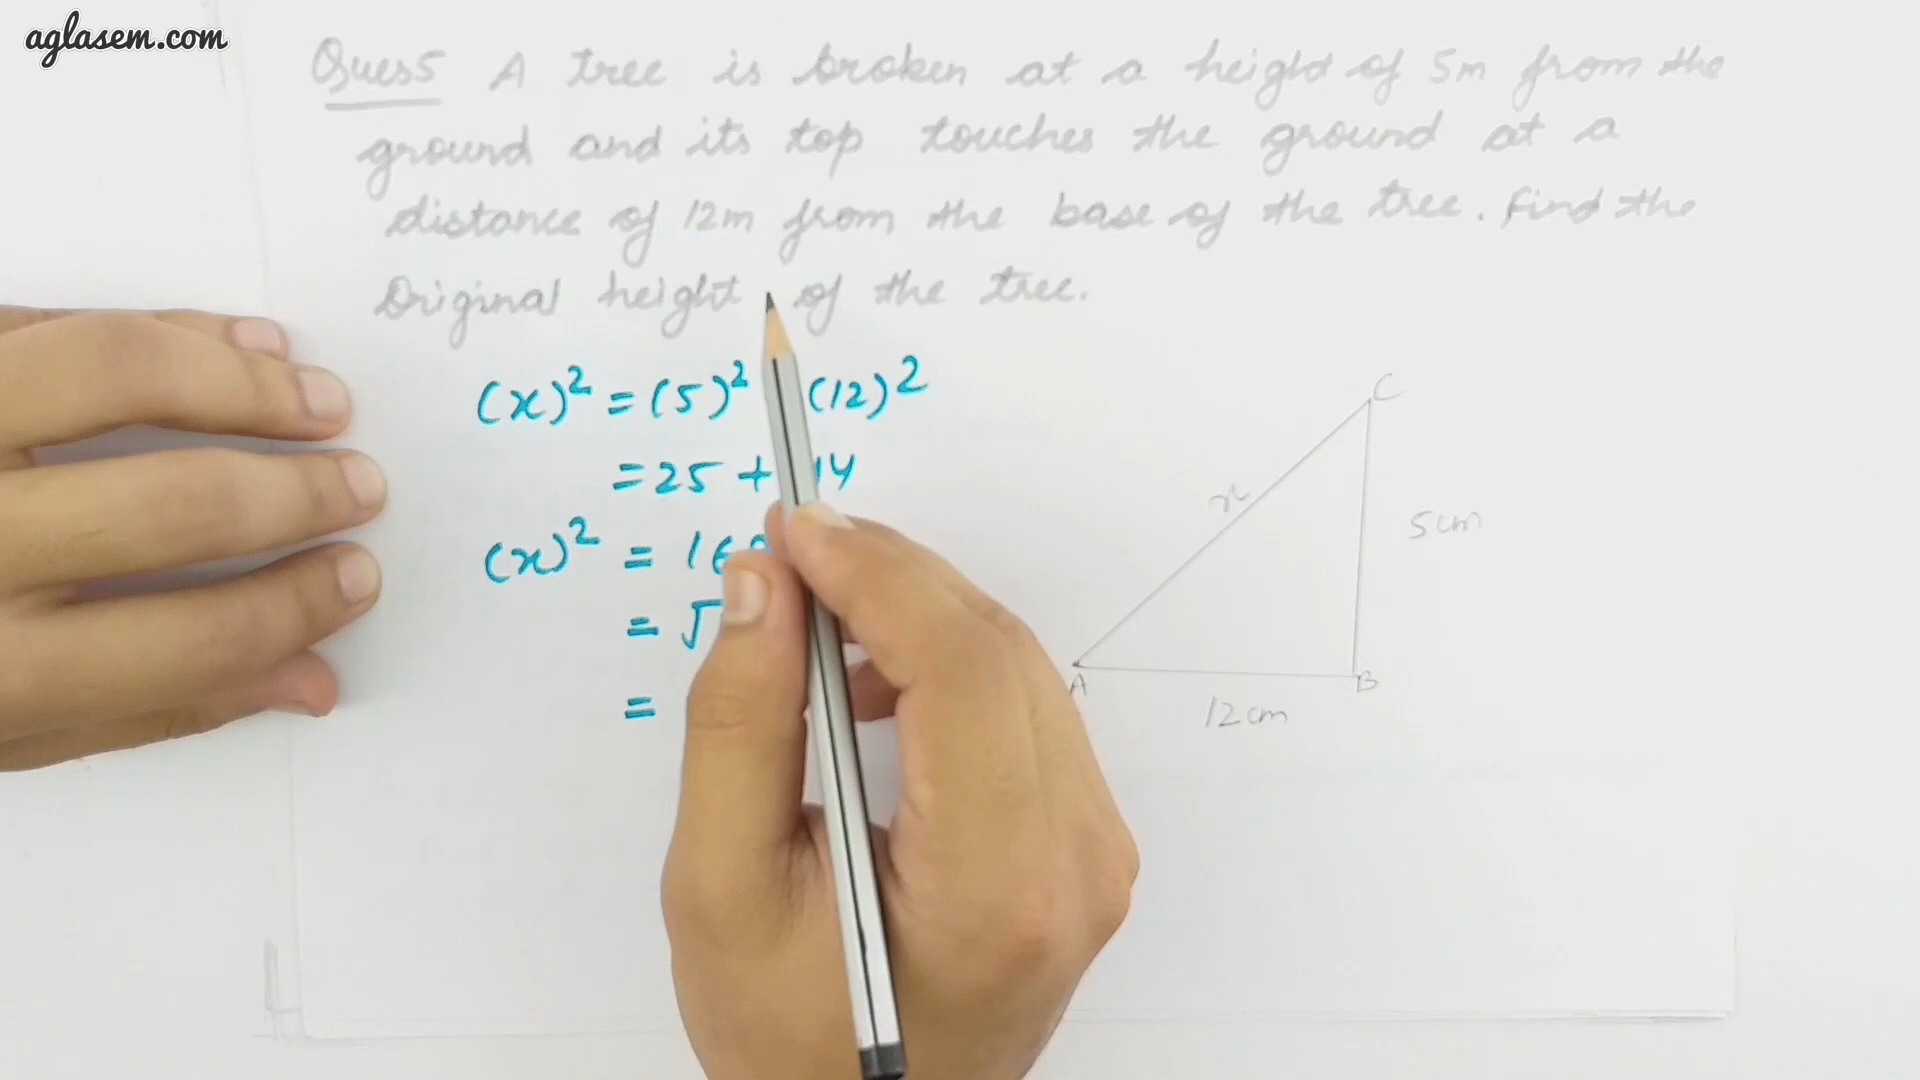 aglasem.com
Ques5 A tree is broken at a height of 5m from the
ground and its top touches the ground at a
distance of 12m from the base of the tree. Find the
Original height of the tree.
(x)² = (5)² (12)²
= 25 +
(x)² =
= √
=
C
x
5cm
A
B
12cm